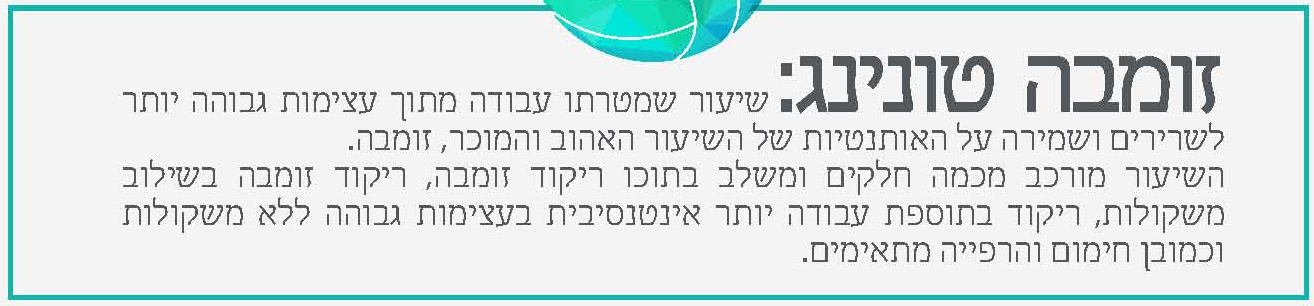 זומבה טונינג: שיעור שמטרתו עבודה מתוך עצימות גבוהה יותר
לשרירים ושמירה על האותנטיות של השיעור האהוב והמוכר, זומבה.
השיעור מורכב מכמה חלקים ומשלב בתוכו ריקוד זומבה, ריקוד זומבה בשילוב
משקולות, ריקוד בתוספת עבודה יותר אינטנסיבית בעצימות גבוהה ללא משקולות
וכמובן חימום והרפייה מתאימים.